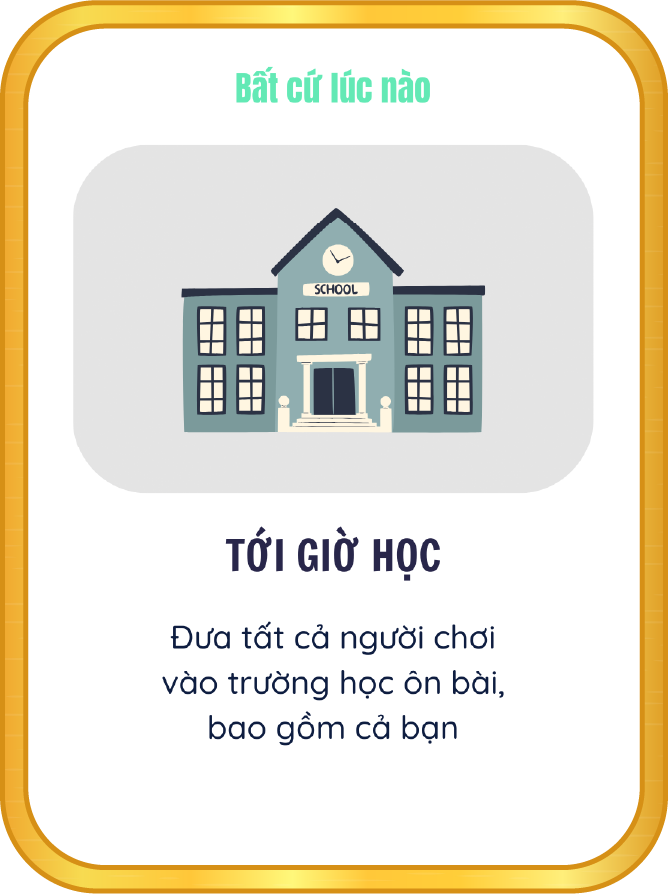 Bất cứ lúc nào
SCHOOL
TỚI GIỜ HỌC
Đưa tất cả người chơi
vào trường học ôn bài,
bao gồm cả bạn